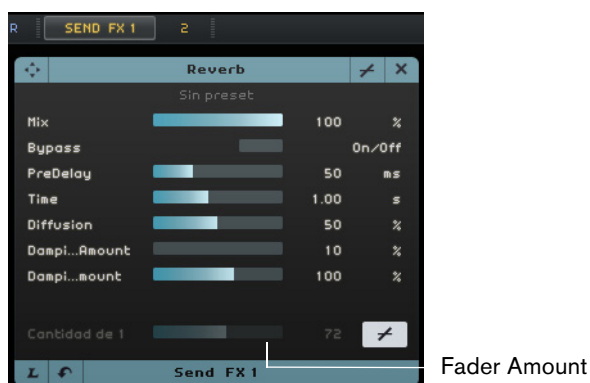 R SEND FX 1 2
Reverb
Sin preset
Mix 100 %
Bypass On/Off
PreDelay 50 ms
Time 1.00 s
Diffusion 50 %
Dampi...Amount 10 %
Dampi...mount 100 %
Cantidad de 1 72
L Send FX 1
Fader Amount